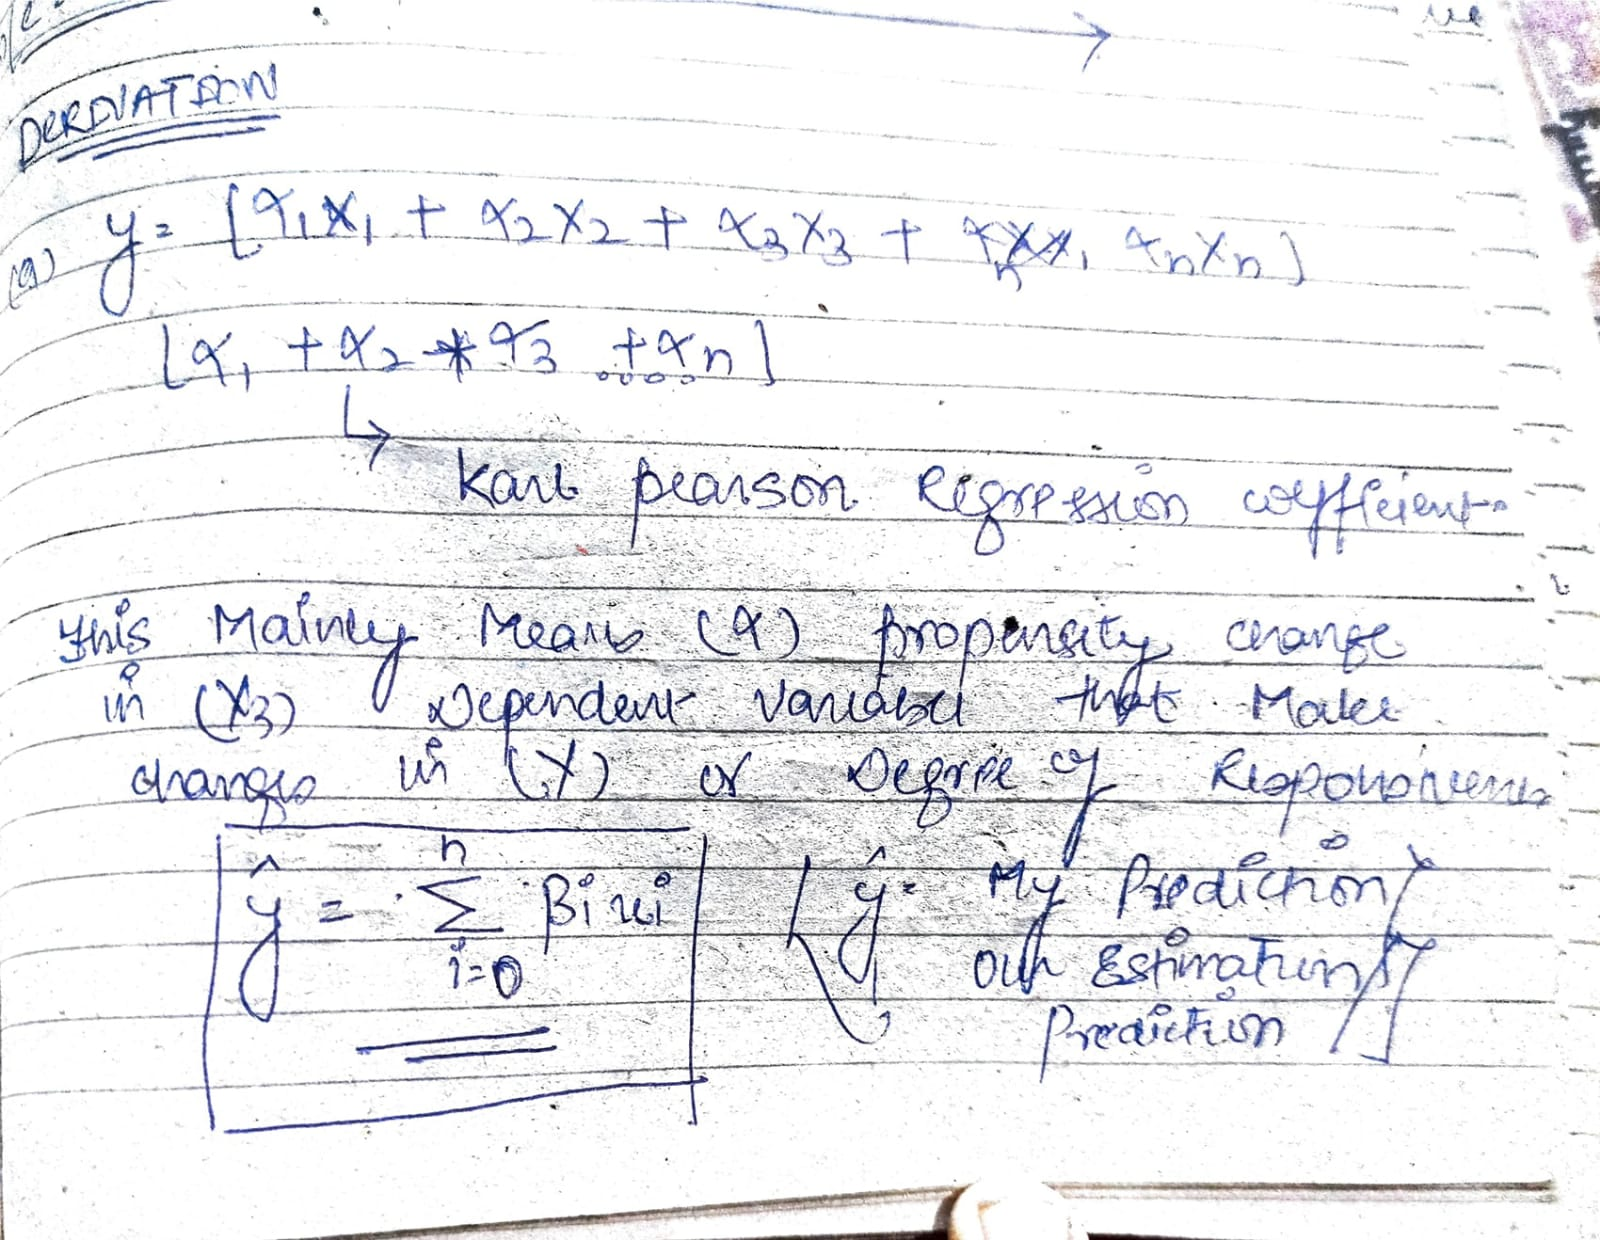 DERIVATION
(a) y = [α₁x₁ + α₂x₂ + α₃x₃ + αₙxₙ]
[α₁ + α₂ + α₃ ....+αₙ]
↳ Karl pearson Regression coefficient.
This Mainly Means (α) propensity change
in (X₃) Dependent variable that Make
changes in (Y) or Degree of Responsiveness
ŷ = n Σ i=0 βi xi [ŷ = My Prediction
our Estimation
Prediction]